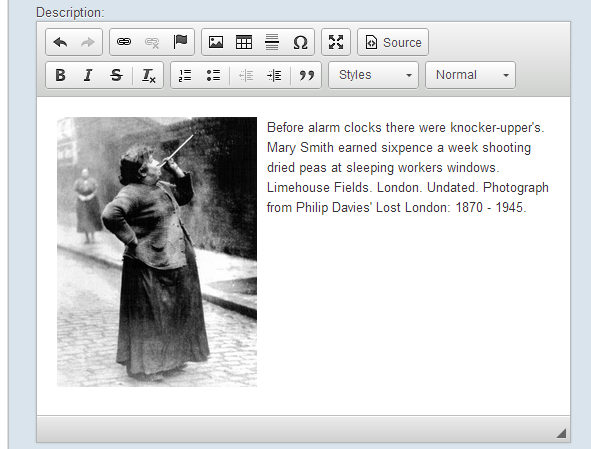 Description:
Source
B I S Tx
Styles Normal
Before alarm clocks there were knocker-upper's.
Mary Smith earned sixpence a week shooting
dried peas at sleeping workers windows.
Limehouse Fields. London. Undated. Photograph
from Philip Davies' Lost London: 1870 - 1945.